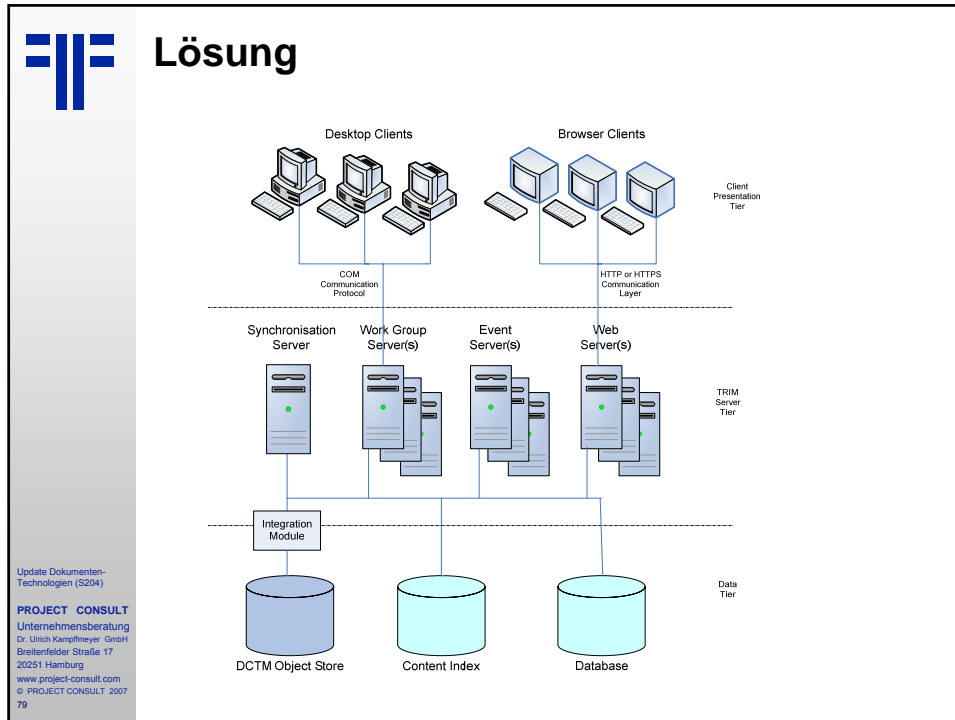 Lösung
Desktop Clients
Browser Clients
Client
Presentation
Tier
COM
Communication
Protocol
HTTP or HTTPS
Communication
Layer
Synchronisation
Server
Work Group
Server(s)
Event
Server(s)
Web
Server(s)
TRIM
Server
Tier
Integration
Module
Data
Tier
DCTM Object Store
Content Index
Database
Update Dokumenten-
Technologien (S204)
PROJECT CONSULT
Unternehmensberatung
Dr. Ulrich Kampffmeyer GmbH
Breitenfelder Straße 17
20251 Hamburg
www.project-consult.com
© PROJECT CONSULT 2007
79